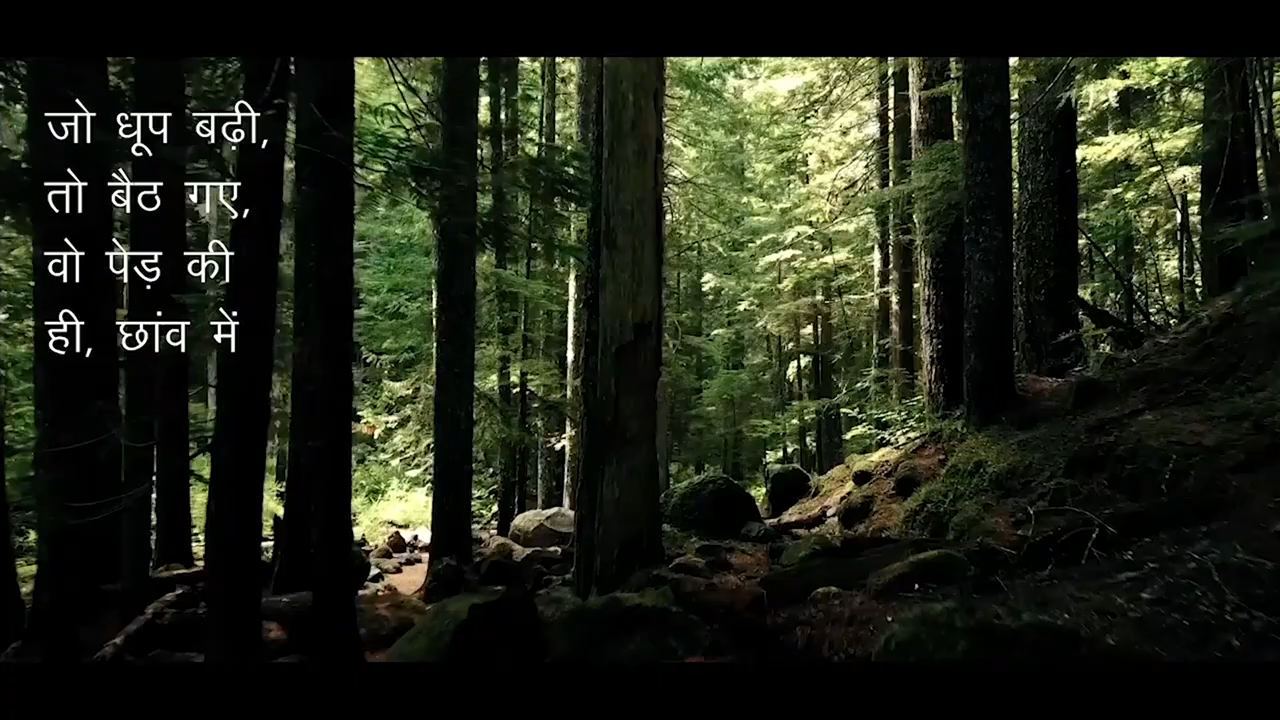 जो धूप बढ़ी,
तो बैठ गए,
वो पेड़ की
ही, छांव में